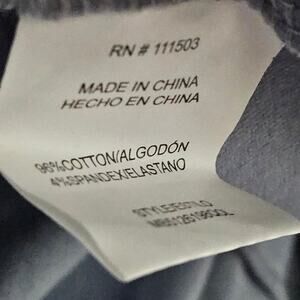 RN # 111503
MADE IN CHINA
HECHO EN CHINA
96%COTTON/ALGODÓN
4%SPANDEX/ELASTANO
STYLE/ESTILO